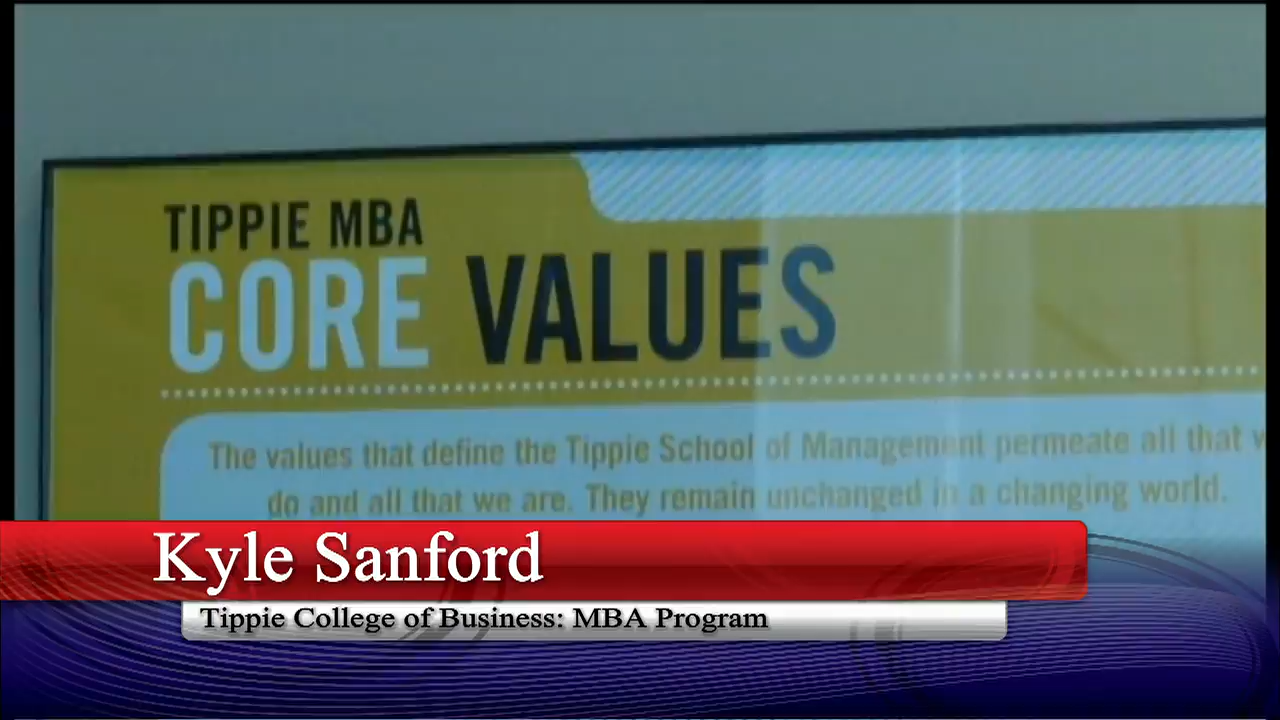 TIPPIE MBA
CORE VALUES
The values that define the Tippie School of Management permeate all that
do and all that we are. They remain unchanged in a changing world.
Kyle Sanford
Tippie College of Business: MBA Program